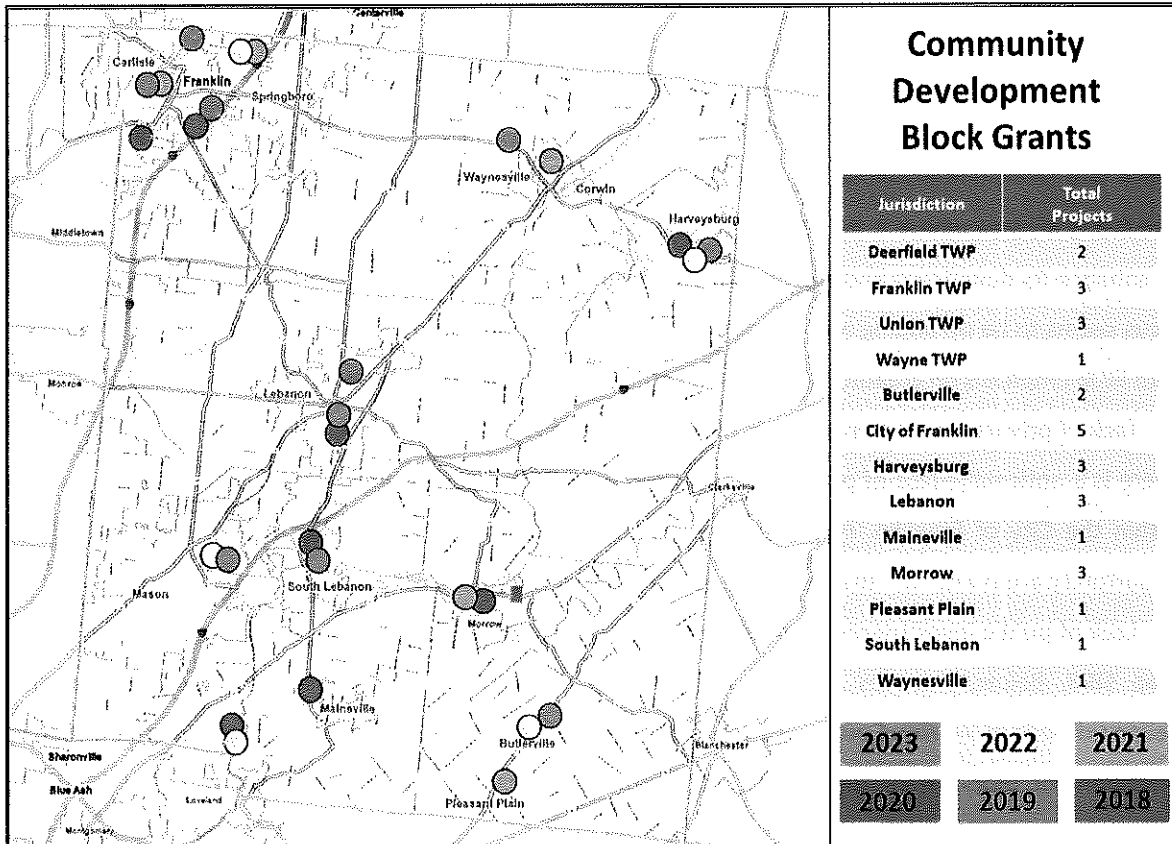 Centerville
Carlisle
Franklin
Springboro
Waynesville
Corwin
Harveysburg
Middletown
Monroe
Lebanon
Clarksville
South Lebanon
Mason
Morrow
Maineville
Butlerville
Blanchester
Sharonville
Blue Ash
Loveland
Pleasant Plain
Montgomery
Community
Development
Block Grants
Jurisdiction Total
Projects
Deerfield TWP 2
Franklin TWP 3
Union TWP 3
Wayne TWP 1
Butlerville 2
City of Franklin 5
Harveysburg 3
Lebanon 3
Maineville 1
Morrow 3
Pleasant Plain 1
South Lebanon 1
Waynesville 1
2023 2022 2021
2020 2019 2018